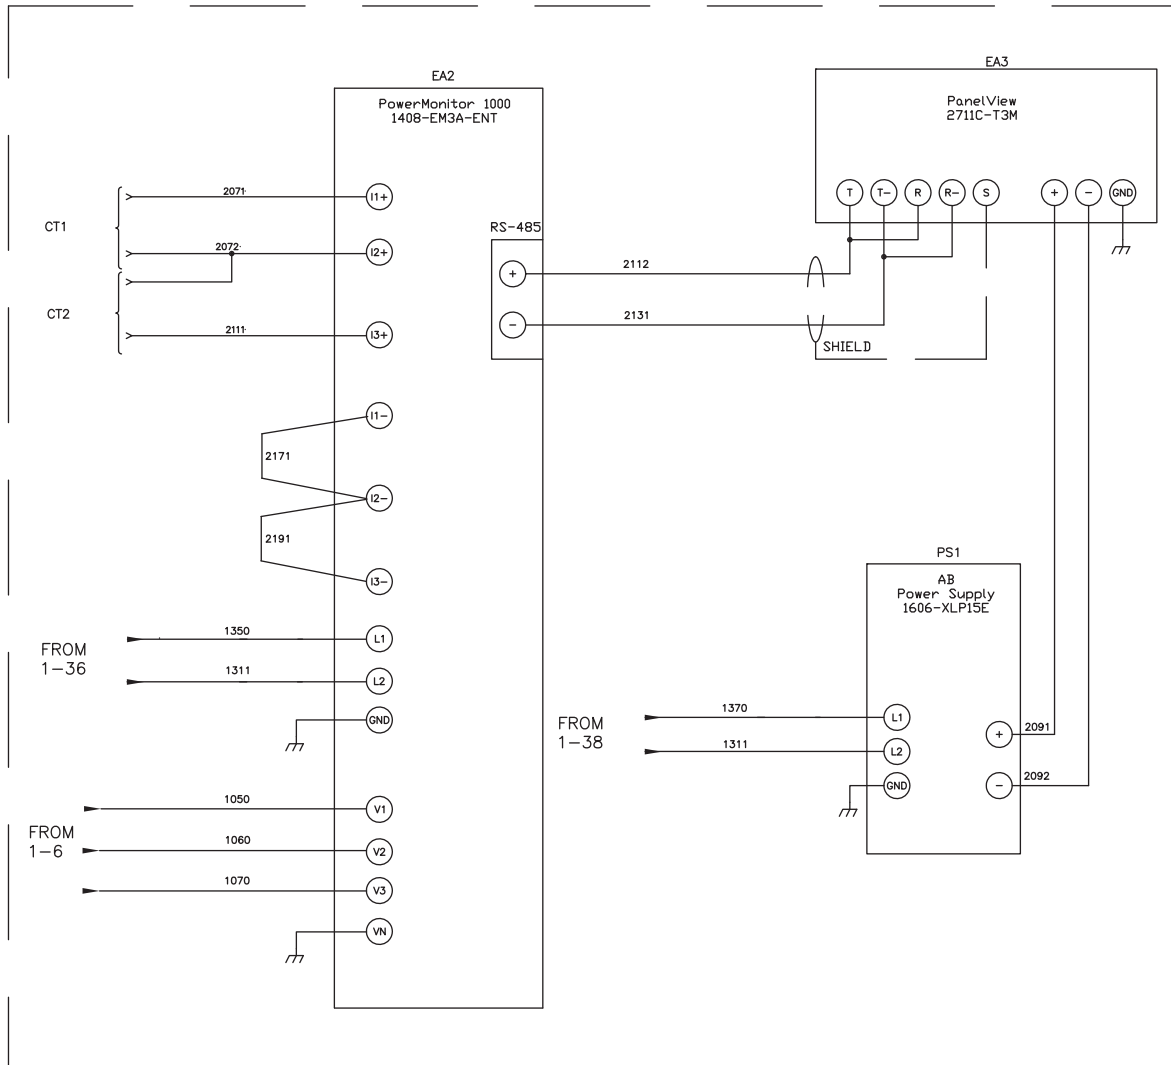 EA2
PowerMonitor 1000
1408-EM3A-ENT
EA3
PanelView
2711C-T3M
T
T-
R
R-
S
+
-
GND
CT1
2071
I1+
2072
I2+
CT2
2111
I3+
RS-485
+
2112
-
2131
SHIELD
I1-
2171
I2-
2191
I3-
FROM
1-36
1350
L1
1311
L2
GND
FROM
1-6
1050
V1
1060
V2
1070
V3
VN
PS1
AB
Power Supply
1606-XLP15E
FROM
1-38
1370
L1
1311
L2
GND
+
2091
-
2092